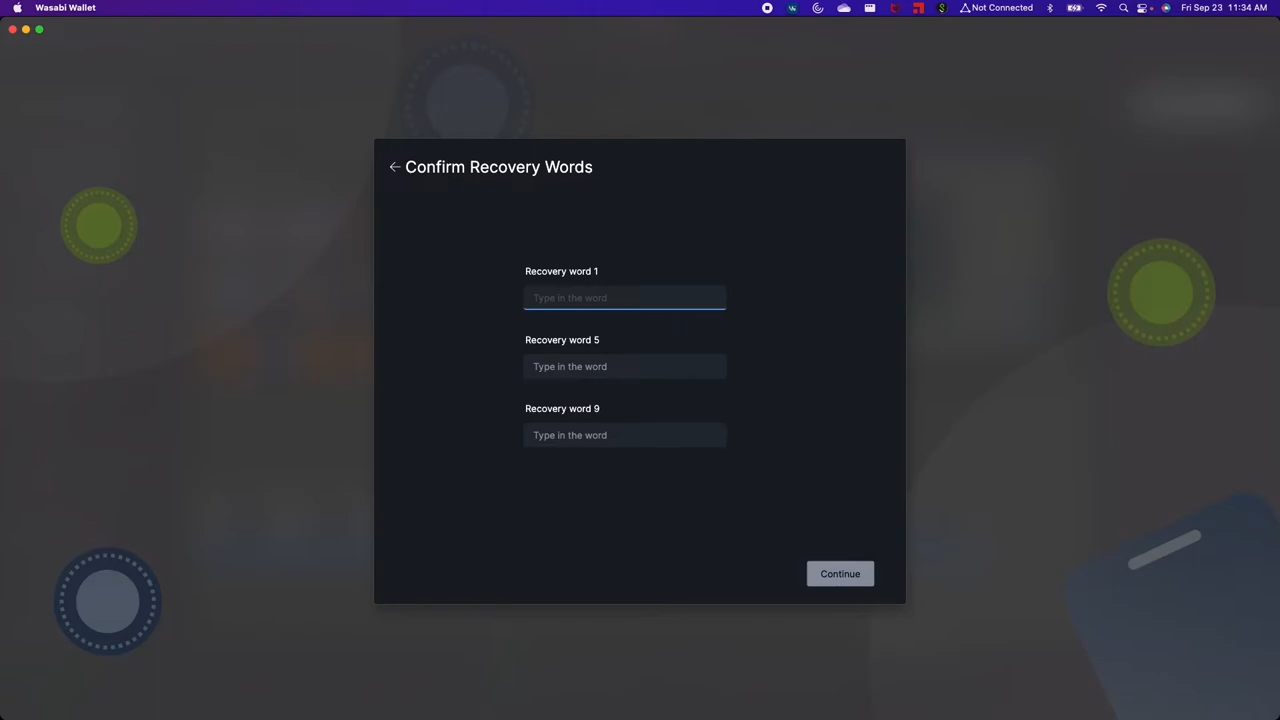 Wasabi Wallet
Not Connected
Fri Sep 23 11:34 AM
Confirm Recovery Words
Recovery word 1
Type in the word
Recovery word 5
Type in the word
Recovery word 9
Type in the word
Continue